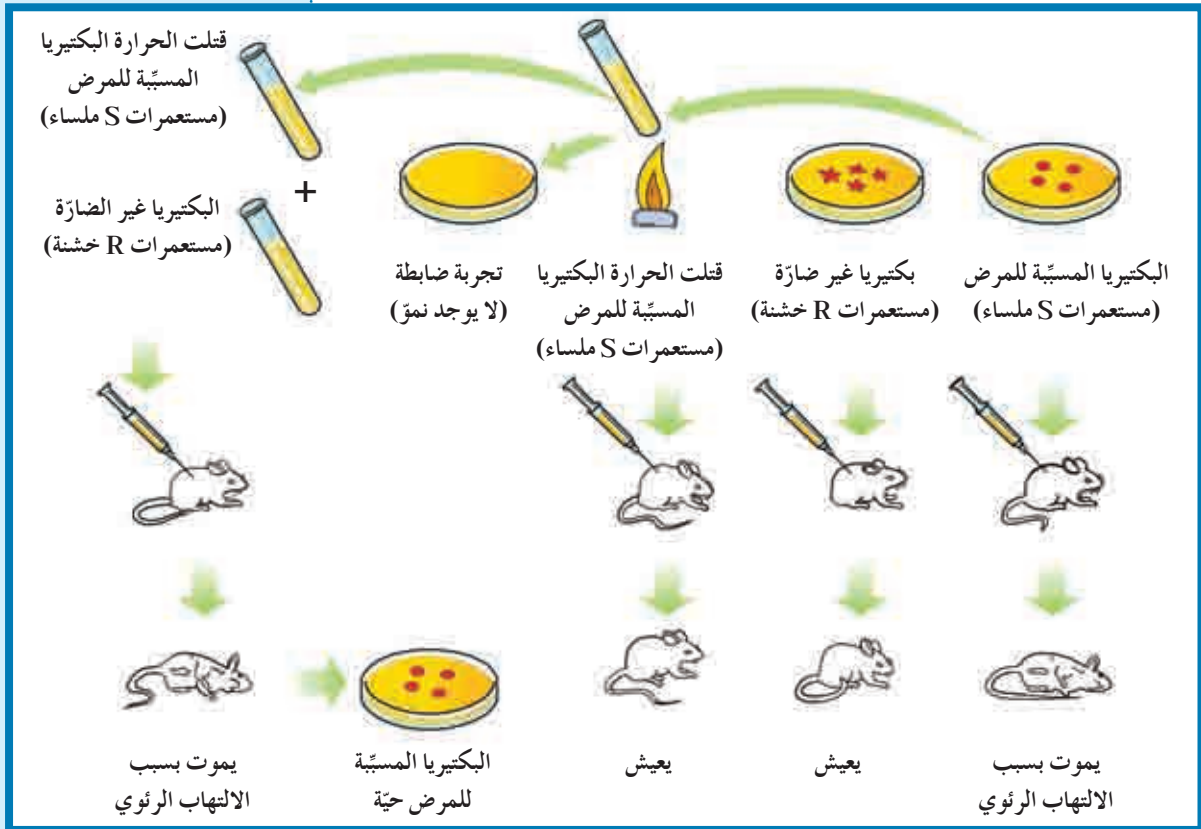 قتلت الحرارة البكتيريا
المسبِّبة للمرض
(مستعمرات S ملساء)
+
البكتيريا غير الضارّة
(مستعمرات R خشنة)
البكتيريا المسبِّبة للمرض
(مستعمرات S ملساء)
بكتيريا غير ضارّة
(مستعمرات R خشنة)
قتلت الحرارة البكتيريا
المسبِّبة للمرض
(مستعمرات S ملساء)
تجربة ضابطة
(لا يوجد نموّ)
يموت بسبب
الالتهاب الرئوي
يعيش
يعيش
البكتيريا المسبِّبة
للمرض حيّة
يموت بسبب
الالتهاب الرئوي